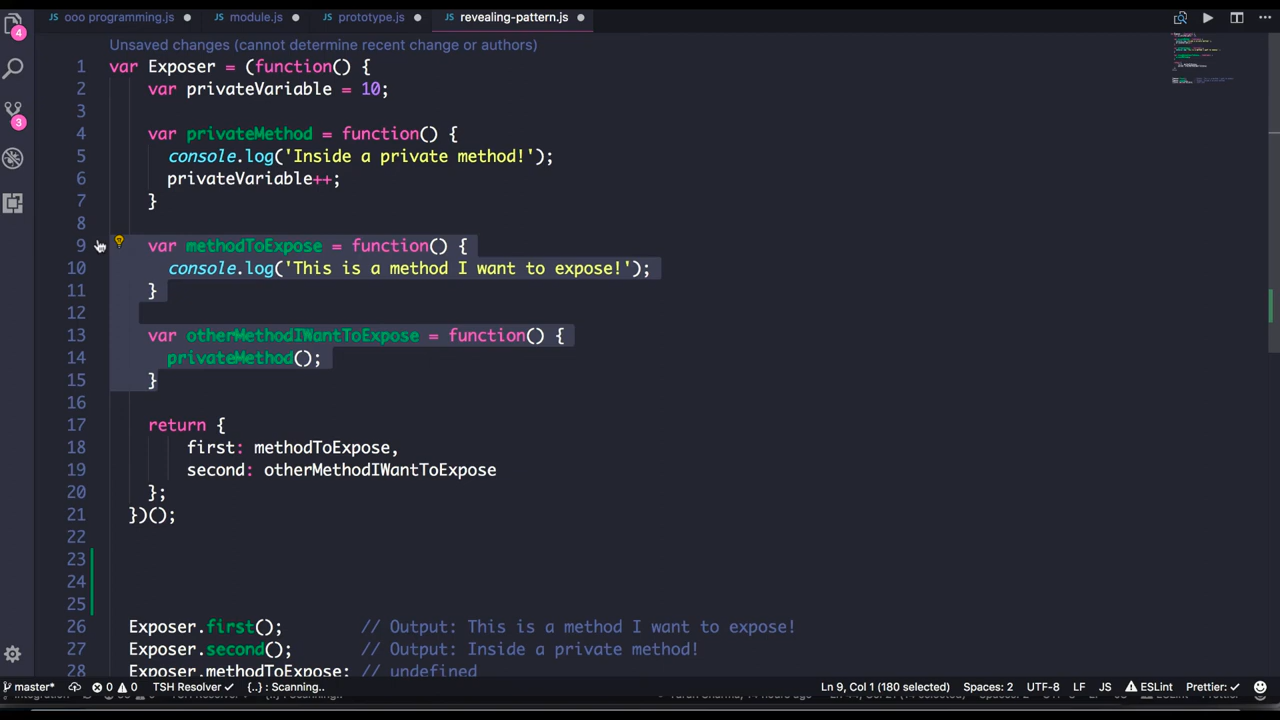 ooo programming.js module.js prototype.js revealing-pattern.js
4
3
Unsaved changes (cannot determine recent change or authors)
1 var Exposer = (function() {
2 var privateVariable = 10;
3
4 var privateMethod = function() {
5 console.log('Inside a private method!');
6 privateVariable++;
7 }
8
9 var methodToExpose = function() {
10 console.log('This is a method I want to expose!');
11 }
12
13 var otherMethodIWantToExpose = function() {
14 privateMethod();
15 }
16
17 return {
18 first: methodToExpose,
19 second: otherMethodIWantToExpose
20 };
21 })();
22
23
24
25
26 Exposer.first(); // Output: This is a method I want to expose!
27 Exposer.second(); // Output: Inside a private method!
28 Exposer.methodToExpose; // undefined
master* 0 0 TSH Resolver {..} : Scanning.. Ln 9, Col 1 (180 selected) Spaces: 2 UTF-8 LF JS ESLint Prettier: